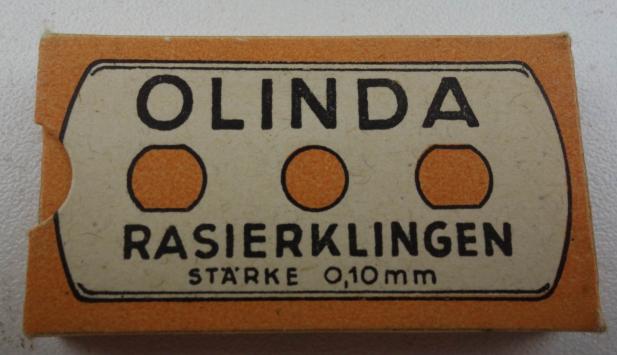 OLINDA
RASIERKLINGEN
STÄRKE 0,10mm